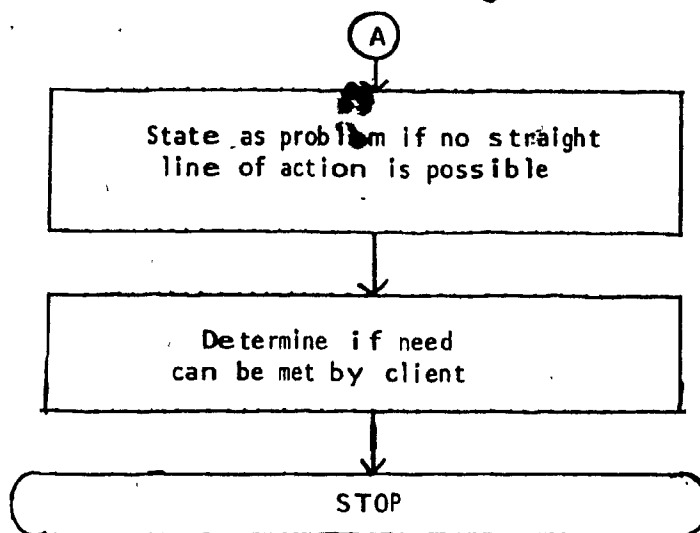 A
State as problem if no straight
line of action is possible
Determine if need
can be met by client
STOP